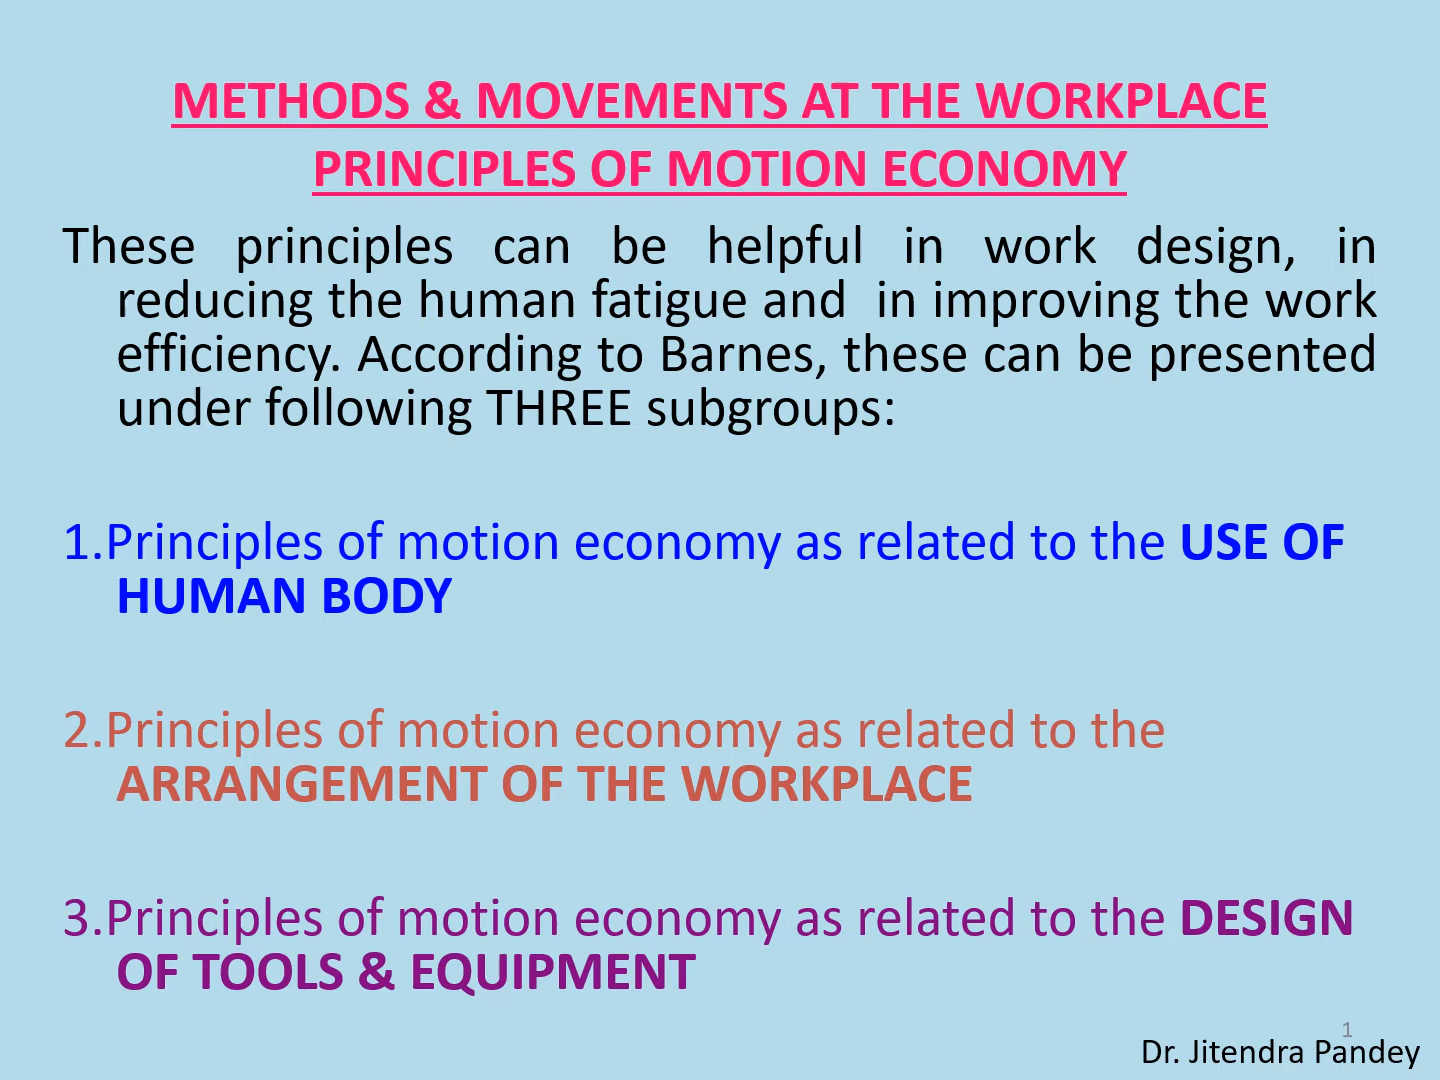 METHODS & MOVEMENTS AT THE WORKPLACE
PRINCIPLES OF MOTION ECONOMY
These principles can be helpful in work design, in
reducing the human fatigue and in improving the work
efficiency. According to Barnes, these can be presented
under following THREE subgroups:
1.Principles of motion economy as related to the USE OF
HUMAN BODY
2.Principles of motion economy as related to the
ARRANGEMENT OF THE WORKPLACE
3.Principles of motion economy as related to the DESIGN
OF TOOLS & EQUIPMENT
1
Dr. Jitendra Pandey